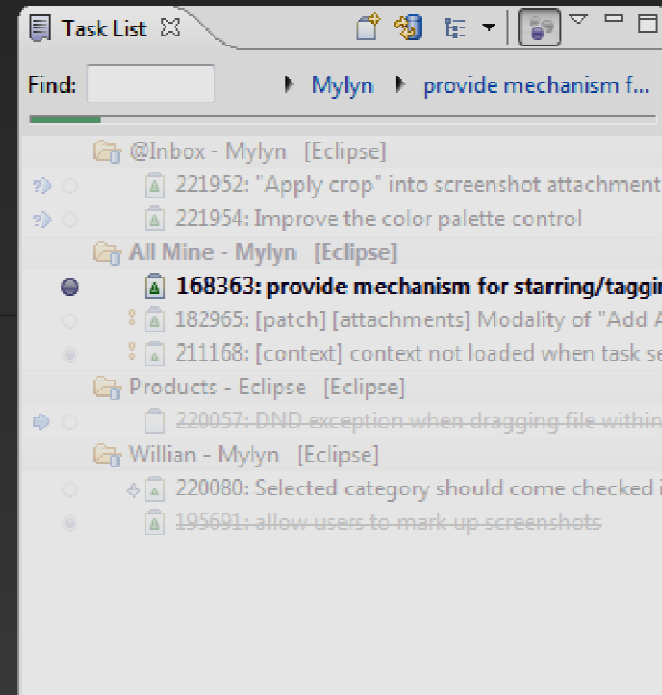 Task List
Find: Mylyn provide mechanism f...
@Inbox - Mylyn [Eclipse]
221952: "Apply crop" into screenshot attachment
221954: Improve the color palette control
All Mine - Mylyn [Eclipse]
168363: provide mechanism for starring/taggin
182965: [patch] [attachments] Modality of "Add A
211168: [context] context not loaded when task se
Products - Eclipse [Eclipse]
220057: DND exception when dragging file within
Willian - Mylyn [Eclipse]
220080: Selected category should come checked i
195691: allow users to mark up screenshots